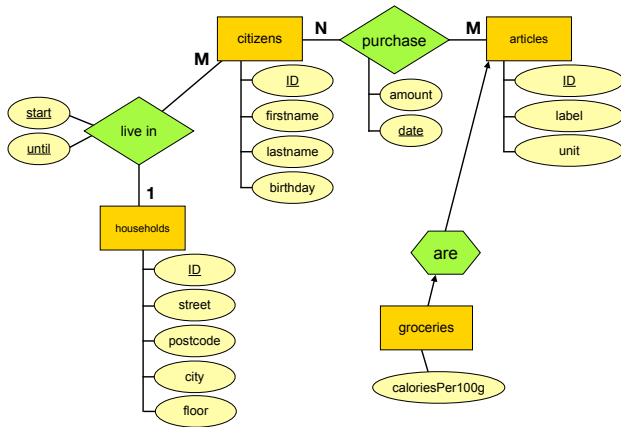 citizens
N
purchase
M
articles
M
ID
amount
ID
start
firstname
label
live in
date
until
lastname
unit
birthday
1
households
are
ID
street
groceries
postcode
city
caloriesPer100g
floor